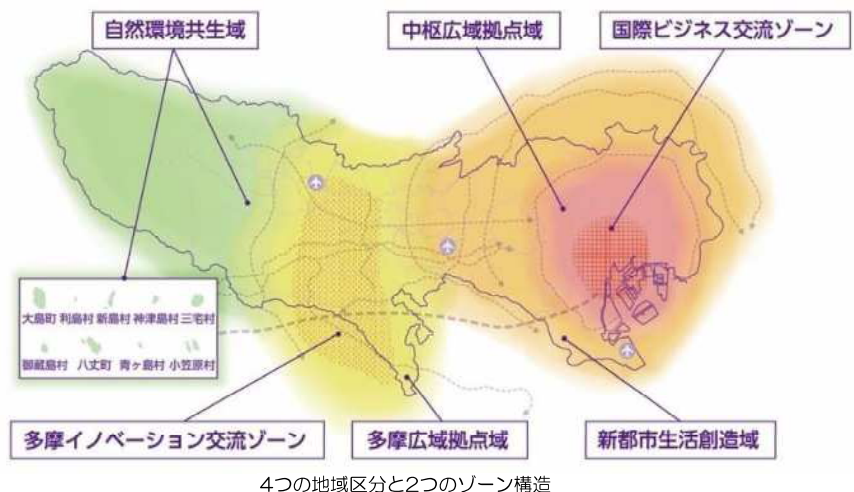 自然環境共生域
中枢広域拠点域
国際ビジネス交流ゾーン
大島町 利島村 新島村 神津島村 三宅村
御蔵島村 八丈町 青ヶ島村 小笠原村
多摩イノベーション交流ゾーン
多摩広域拠点域
新都市生活創造域
4つの地域区分と2つのゾーン構造